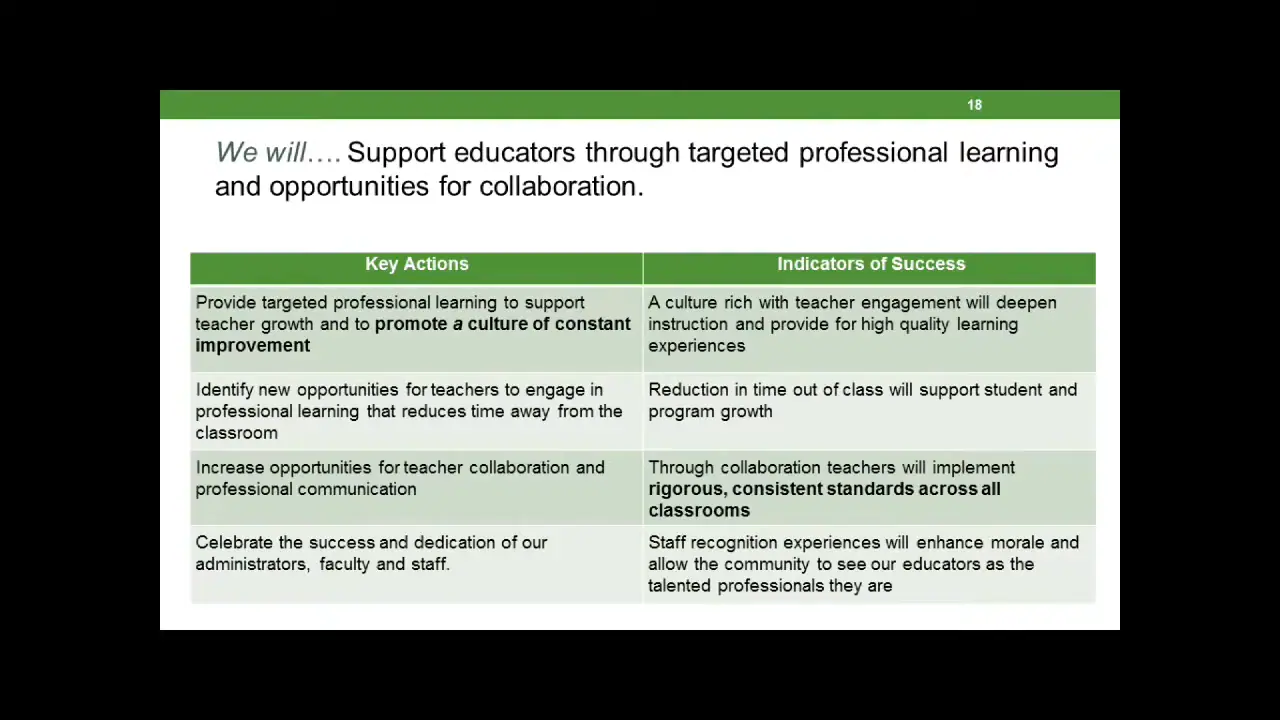 18
We will…. Support educators through targeted professional learning
and opportunities for collaboration.
Key Actions
Indicators of Success
Provide targeted professional learning to support
teacher growth and to promote a culture of constant
improvement
A culture rich with teacher engagement will deepen
instruction and provide for high quality learning
experiences
Identify new opportunities for teachers to engage in
professional learning that reduces time away from the
classroom
Reduction in time out of class will support student and
program growth
Increase opportunities for teacher collaboration and
professional communication
Through collaboration teachers will implement
rigorous, consistent standards across all
classrooms
Celebrate the success and dedication of our
administrators, faculty and staff.
Staff recognition experiences will enhance morale and
allow the community to see our educators as the
talented professionals they are